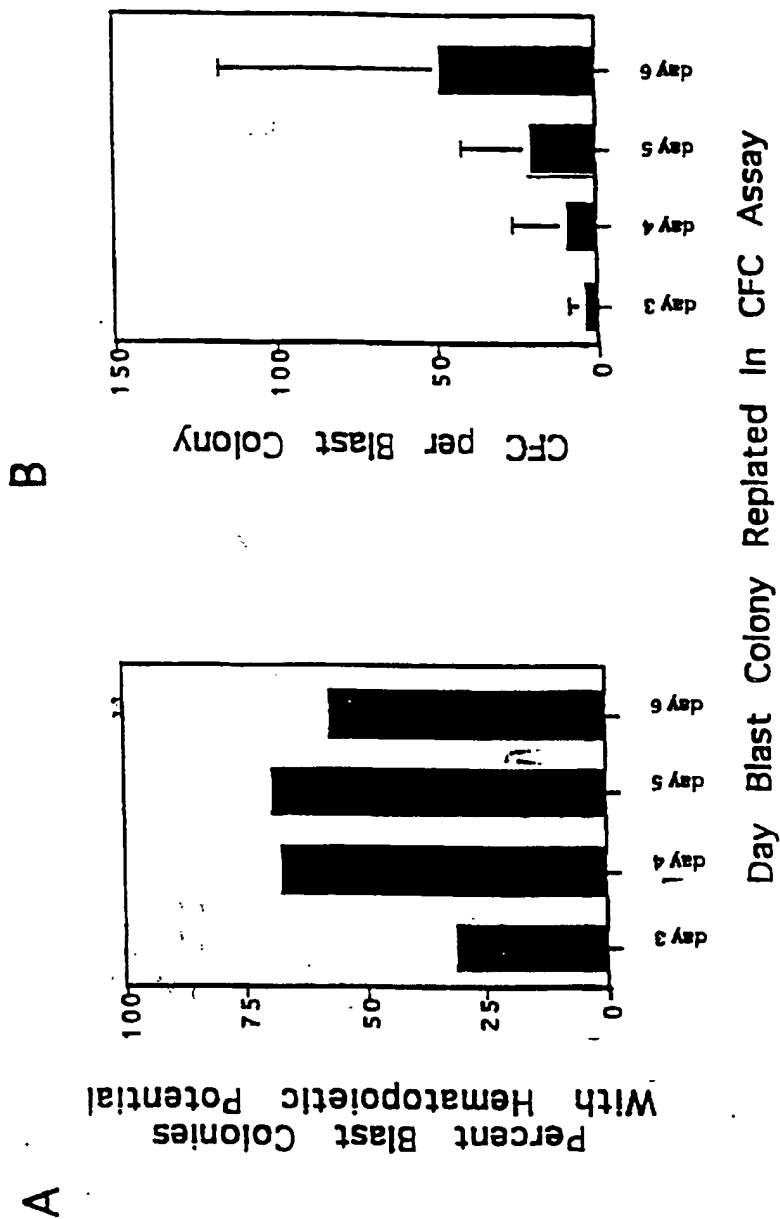 A
Percent Blast Colonies
With Hematopoietic Potential
100
75
50
25
0
day 3
day 4
day 5
day 6
B
CFC per Blast Colony
150
100
50
0
day 3
day 4
day 5
day 6
Day Blast Colony Replated In CFC Assay